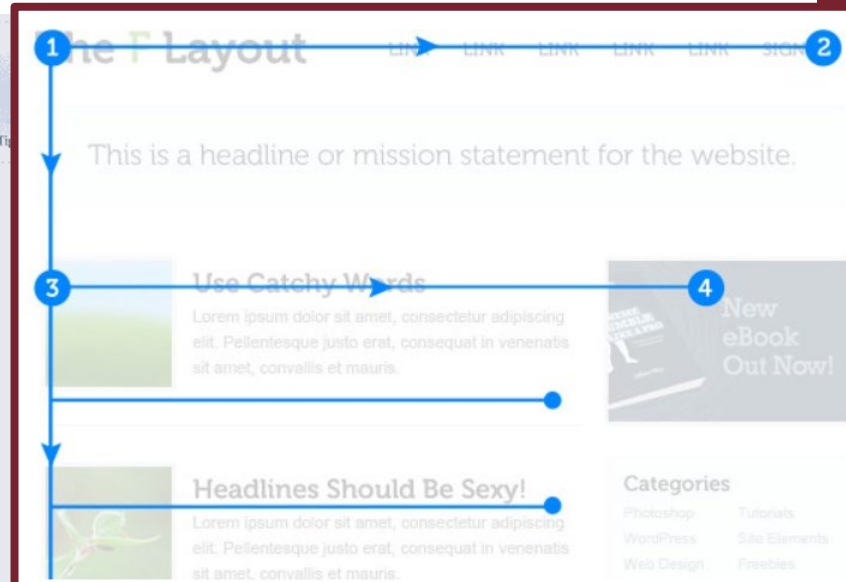 1
The F Layout
LINK LINK LINK LINK LINK SIGN
2
This is a headline or mission statement for the website.
3
Use Catchy Words
4
Lorem ipsum dolor sit amet, consectetur adipiscing
elit. Pellentesque justo erat, consequat in venenatis
sit amet, convallis et mauris.
New
eBook
Out Now!
Headlines Should Be Sexy!
Lorem ipsum dolor sit amet, consectetur adipiscing
elit. Pellentesque justo erat, consequat in venenatis
sit amet, convallis et mauris.
Categories
Photoshop Tutorials
WordPress Site Elements
Web Design Freebies